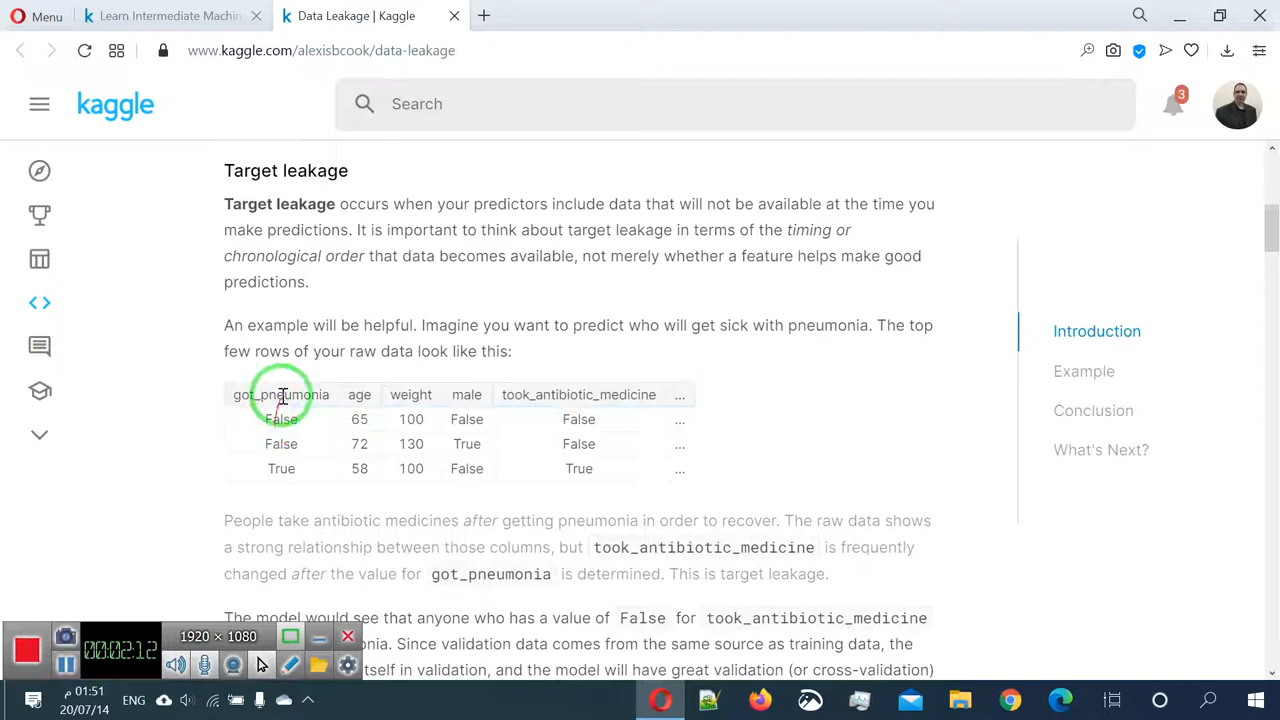 Menu
Learn Intermediate Machin
Data Leakage | Kaggle
www.kaggle.com/alexisbcook/data-leakage
kaggle
Search
3
Target leakage
Target leakage occurs when your predictors include data that will not be available at the time you
make predictions. It is important to think about target leakage in terms of the timing or
chronological order that data becomes available, not merely whether a feature helps make good
predictions.
An example will be helpful. Imagine you want to predict who will get sick with pneumonia. The top
few rows of your raw data look like this:
got_pneumonia age weight male took_antibiotic_medicine ...
False 65 100 False False ...
False 72 130 True False ...
True 58 100 False True ...
People take antibiotic medicines after getting pneumonia in order to recover. The raw data shows
a strong relationship between those columns, but took_antibiotic_medicine is frequently
changed after the value for got_pneumonia is determined. This is target leakage.
The model would see that anyone who has a value of False for took_antibiotic_medicine
onia. Since validation data comes from the same source as training data, the
itself in validation, and the model will have great validation (or cross-validation)
Introduction
Example
Conclusion
What's Next?
00:02:12
1920 × 1080
01:51 م
20/07/14
ENG